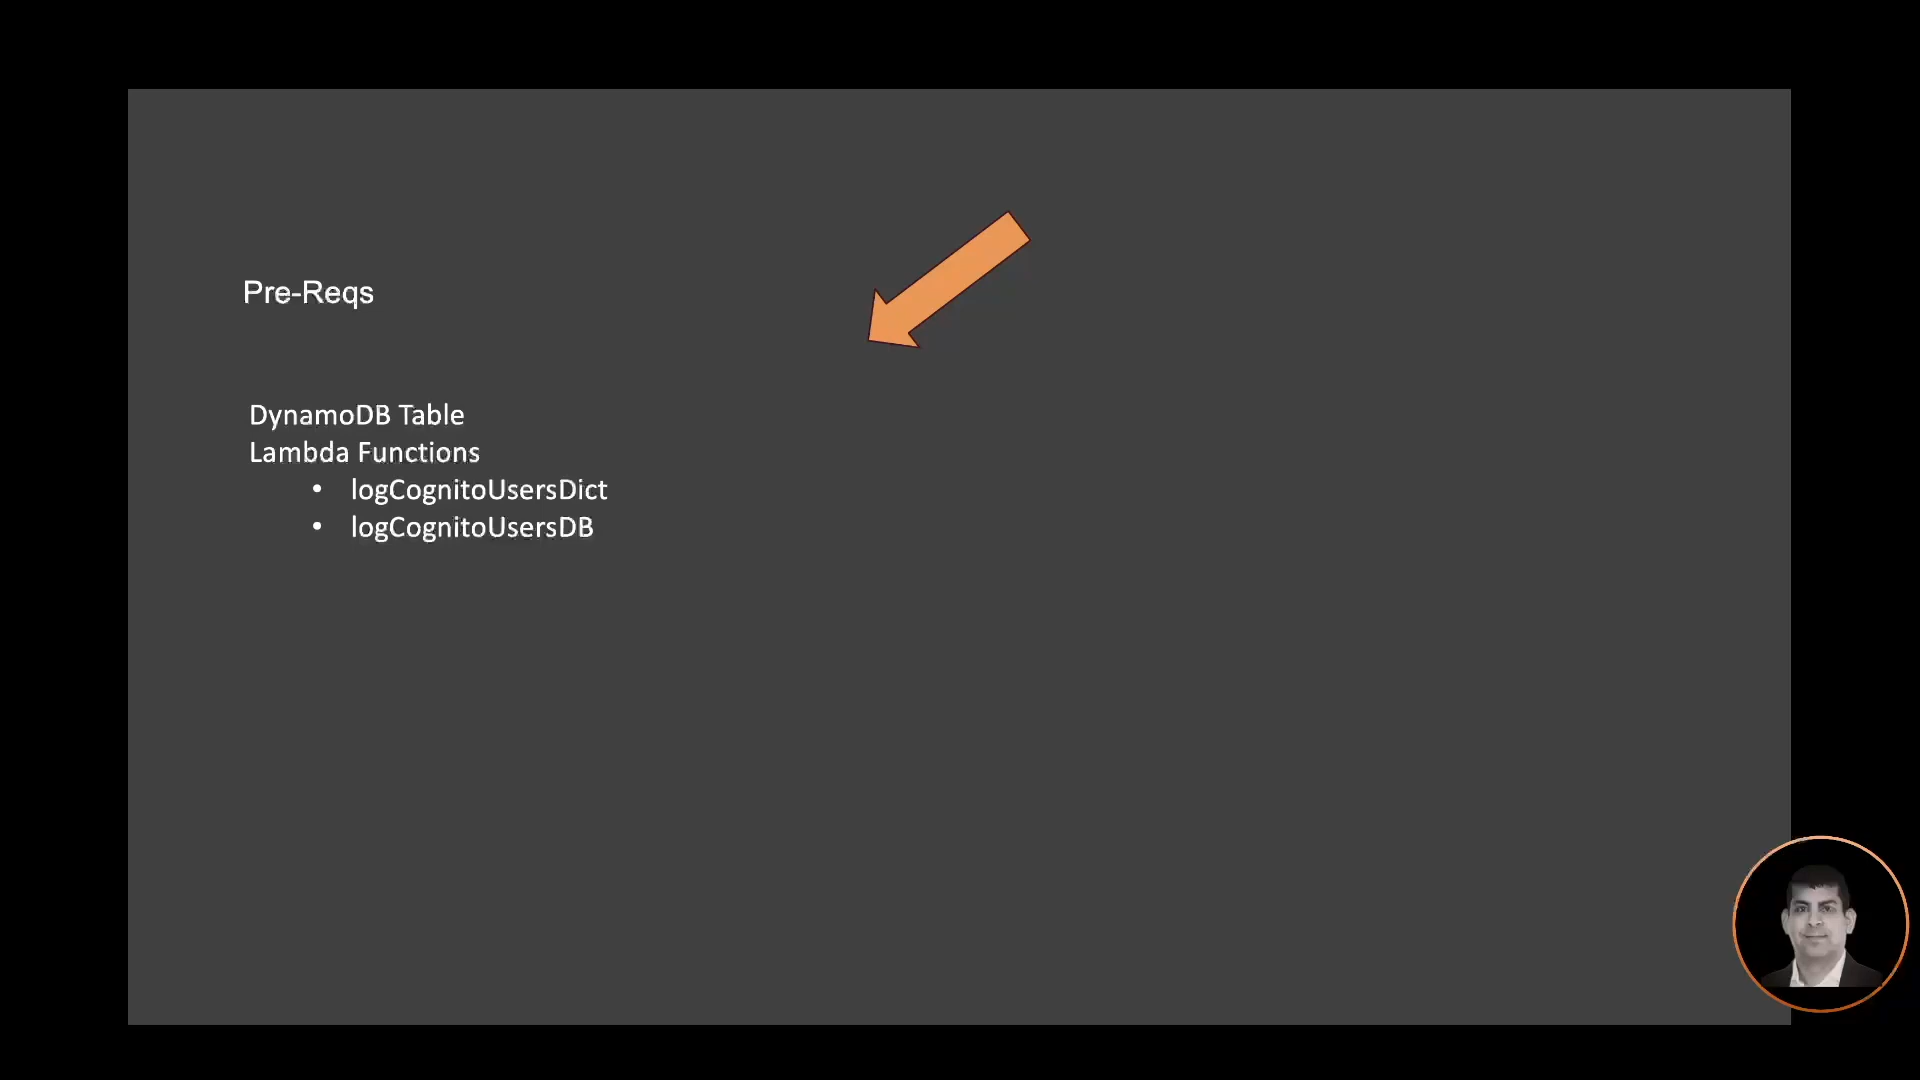 Pre-Reqs
DynamoDB Table
Lambda Functions
• logCognitoUsersDict
• logCognitoUsersDB